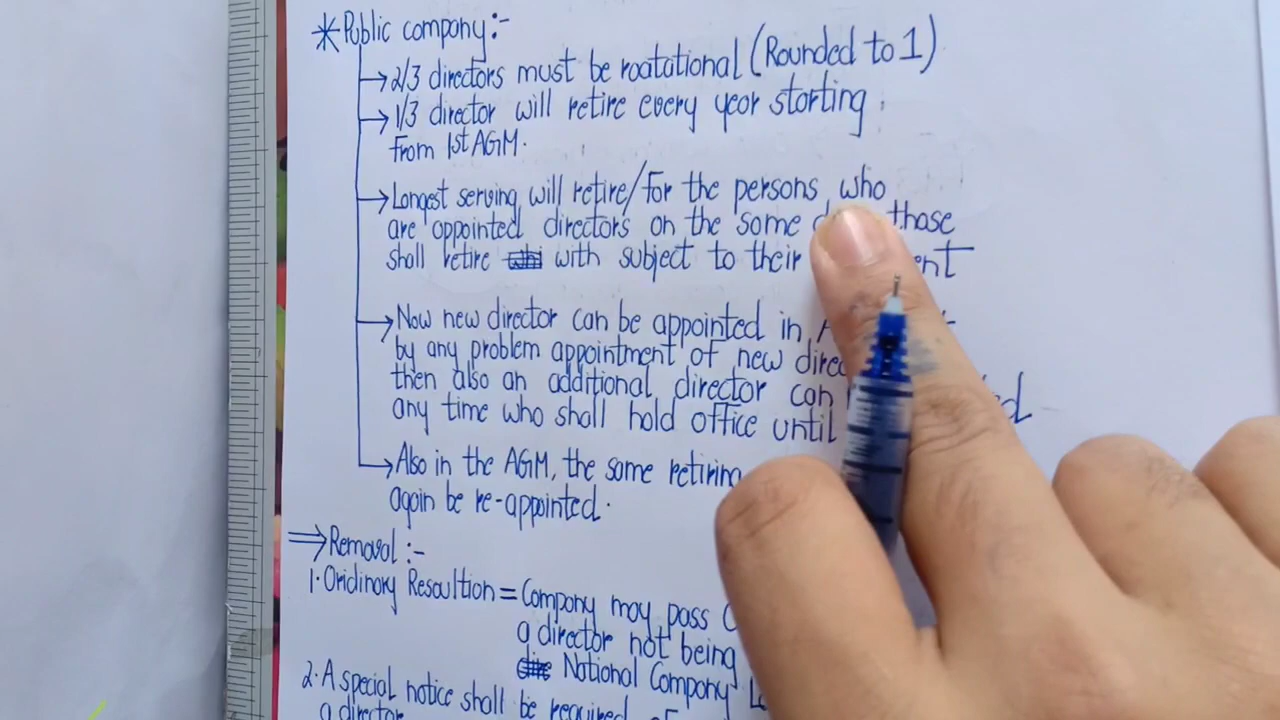 *Public company:-
→2/3 directors must be roatational (Rounded to 1)
→1/3 director will retire every year starting
from 1st AGM.
→Longest serving will retire/for the persons who
are appointed directors on the same those
shall retire with subject to their
→Now new director can be appointed in
by any problem appointment of new
then also an additional director can
any time who shall hold office until
→Also in the AGM, the same retiring
again be re-appointed.
⇒Removal:-
1. Oridinory Resoultion = Company may pass
a director not being
National Company
2. A special notice shall be required
a director